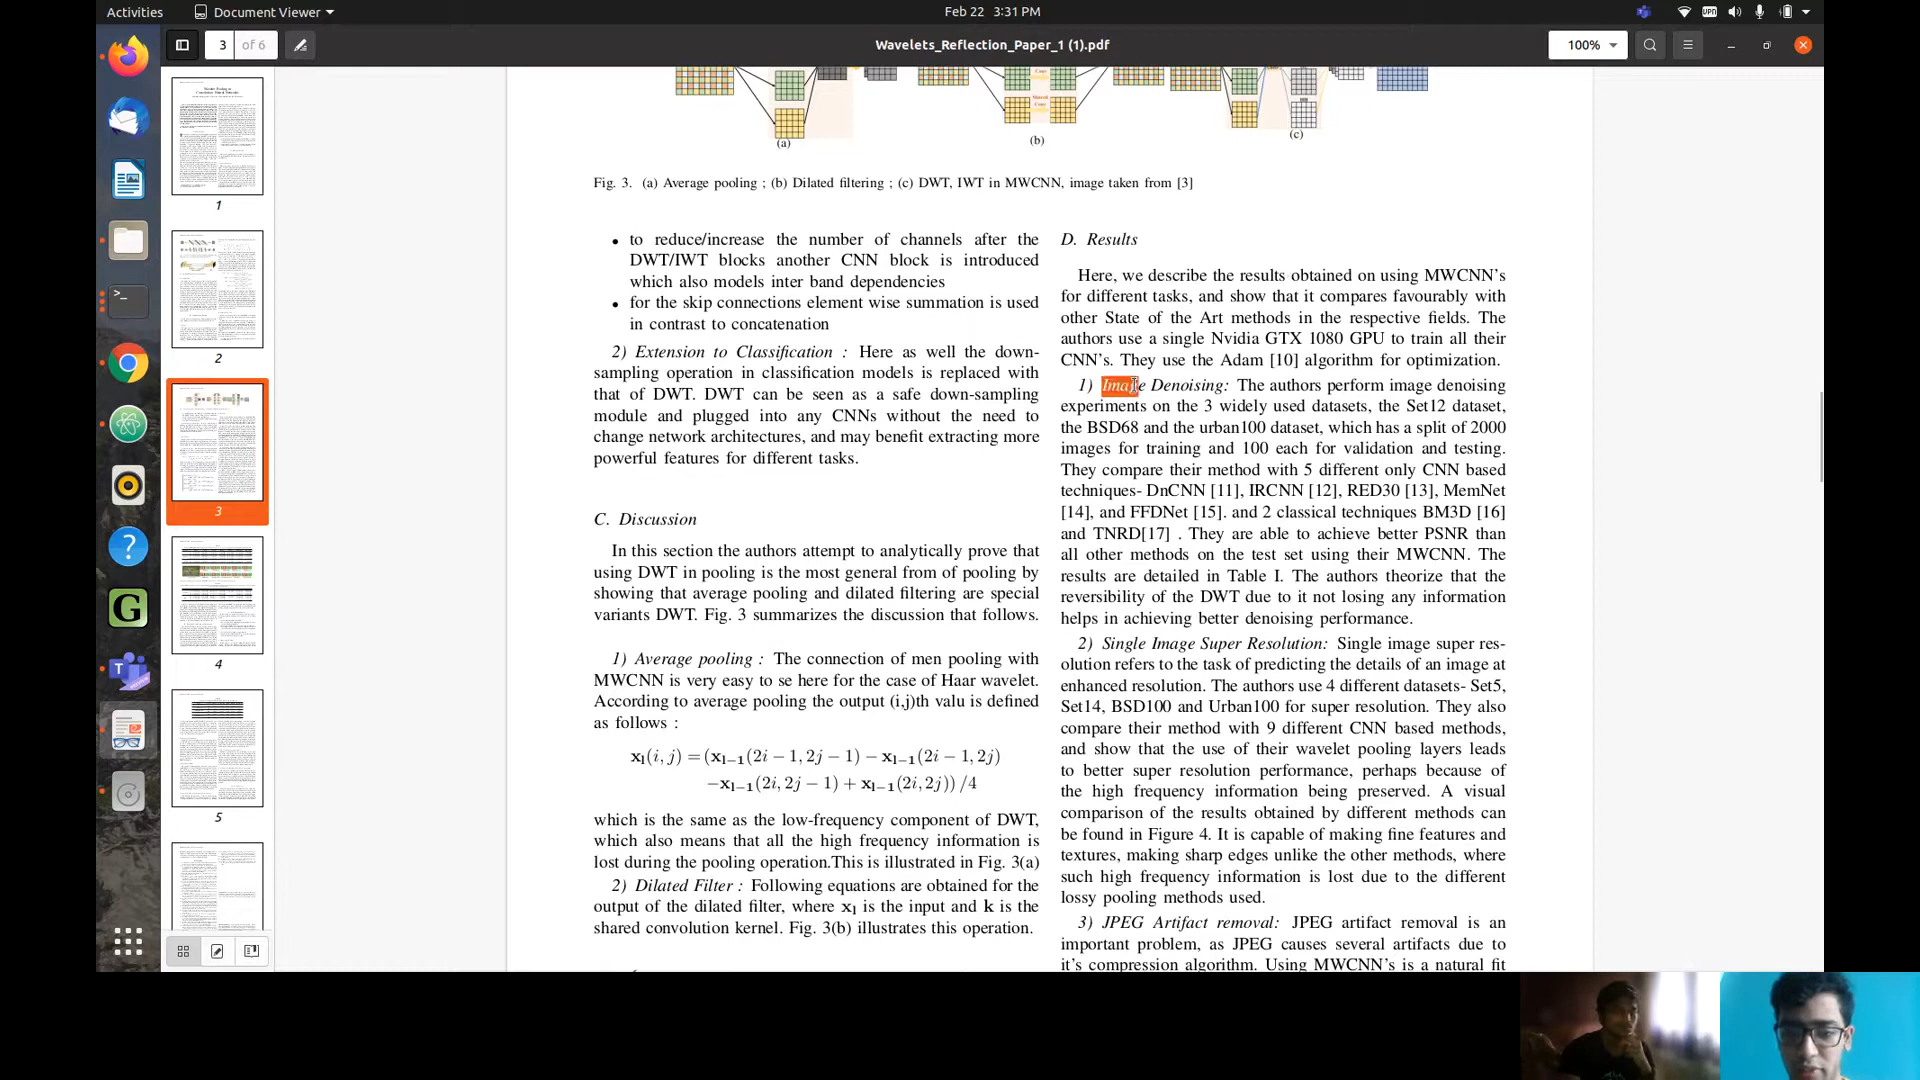 Activities
Document Viewer
Feb 22 3:31 PM
3 of 6
Wavelets_Reflection_Paper_1 (1).pdf
100%
1
2
3
4
5
(a)
(b)
(c)
Fig. 3. (a) Average pooling ; (b) Dilated filtering ; (c) DWT, IWT in MWCNN, image taken from [3]
• to reduce/increase the number of channels after the
DWT/IWT blocks another CNN block is introduced
which also models inter band dependencies
• for the skip connections element wise summation is used
in contrast to concatenation
2) Extension to Classification : Here as well the down-
sampling operation in classification models is replaced with
that of DWT. DWT can be seen as a safe down-sampling
module and plugged into any CNNs without the need to
change network architectures, and may benefit extracting more
powerful features for different tasks.
C. Discussion
In this section the authors attempt to analytically prove that
using DWT in pooling is the most general from of pooling by
showing that average pooling and dilated filtering are special
variants DWT. Fig. 3 summarizes the discussion that follows.
1) Average pooling : The connection of men pooling with
MWCNN is very easy to se here for the case of Haar wavelet.
According to average pooling the output (i,j)th valu is defined
as follows :
x_l(i, j) =(x_{l−1}(2i − 1, 2j − 1) − x_{l−1}(2i − 1, 2j)
−x_{l−1}(2i, 2j − 1) + x_{l−1}(2i, 2j)) /4
which is the same as the low-frequency component of DWT,
which also means that all the high frequency information is
lost during the pooling operation.This is illustrated in Fig. 3(a)
2) Dilated Filter : Following equations are obtained for the
output of the dilated filter, where x_l is the input and k is the
shared convolution kernel. Fig. 3(b) illustrates this operation.
D. Results
Here, we describe the results obtained on using MWCNN's
for different tasks, and show that it compares favourably with
other State of the Art methods in the respective fields. The
authors use a single Nvidia GTX 1080 GPU to train all their
CNN's. They use the Adam [10] algorithm for optimization.
1) Image Denoising: The authors perform image denoising
experiments on the 3 widely used datasets, the Set12 dataset,
the BSD68 and the urban100 dataset, which has a split of 2000
images for training and 100 each for validation and testing.
They compare their method with 5 different only CNN based
techniques- DnCNN [11], IRCNN [12], RED30 [13], MemNet
[14], and FFDNet [15]. and 2 classical techniques BM3D [16]
and TNRD[17] . They are able to achieve better PSNR than
all other methods on the test set using their MWCNN. The
results are detailed in Table I. The authors theorize that the
reversibility of the DWT due to it not losing any information
helps in achieving better denoising performance.
2) Single Image Super Resolution: Single image super res-
olution refers to the task of predicting the details of an image at
enhanced resolution. The authors use 4 different datasets- Set5,
Set14, BSD100 and Urban100 for super resolution. They also
compare their method with 9 different CNN based methods,
and show that the use of their wavelet pooling layers leads
to better super resolution performance, perhaps because of
the high frequency information being preserved. A visual
comparison of the results obtained by different methods can
be found in Figure 4. It is capable of making fine features and
textures, making sharp edges unlike the other methods, where
such high frequency information is lost due to the different
lossy pooling methods used.
3) JPEG Artifact removal: JPEG artifact removal is an
important problem, as JPEG causes several artifacts due to
it's compression algorithm. Using MWCNN's is a natural fit